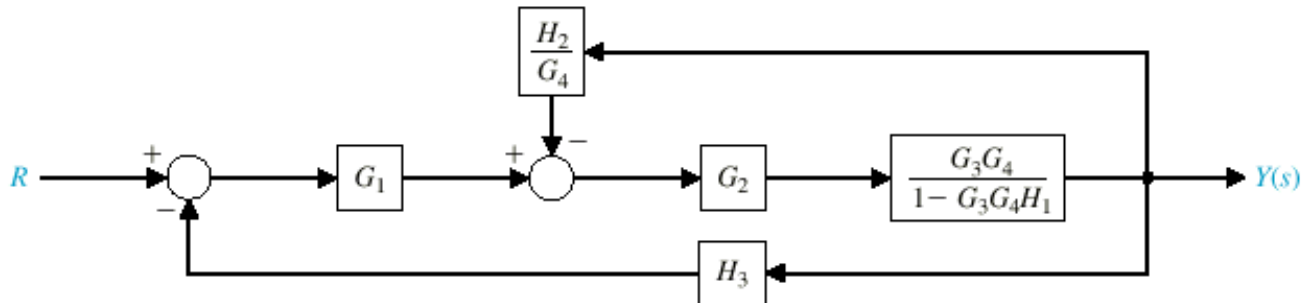 H₂
G₄
R
+
−
G₁
+
−
G₂
G₃G₄
1− G₃G₄H₁
Y(s)
H₃